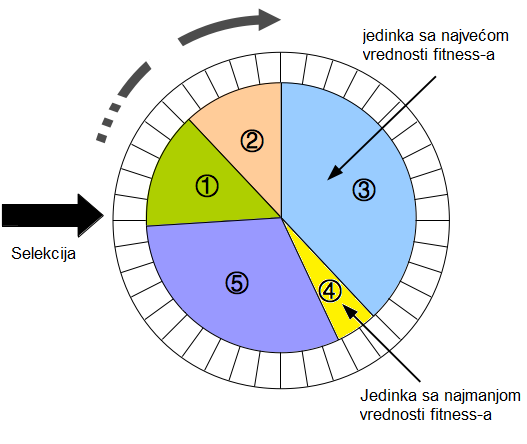 jedinka sa najvećom
vrednosti fitness-a
②
①
③
Selekcija
⑤
④
Jedinka sa najmanjom
vrednosti fitness-a